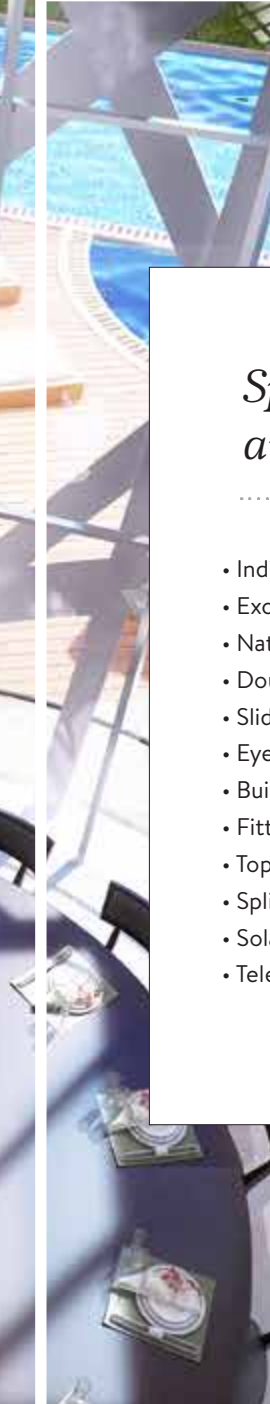 Sp
a
• Ind
• Exc
• Nat
• Dou
• Slid
• Eye
• Bui
• Fitt
• Top
• Spli
• Sola
• Tele